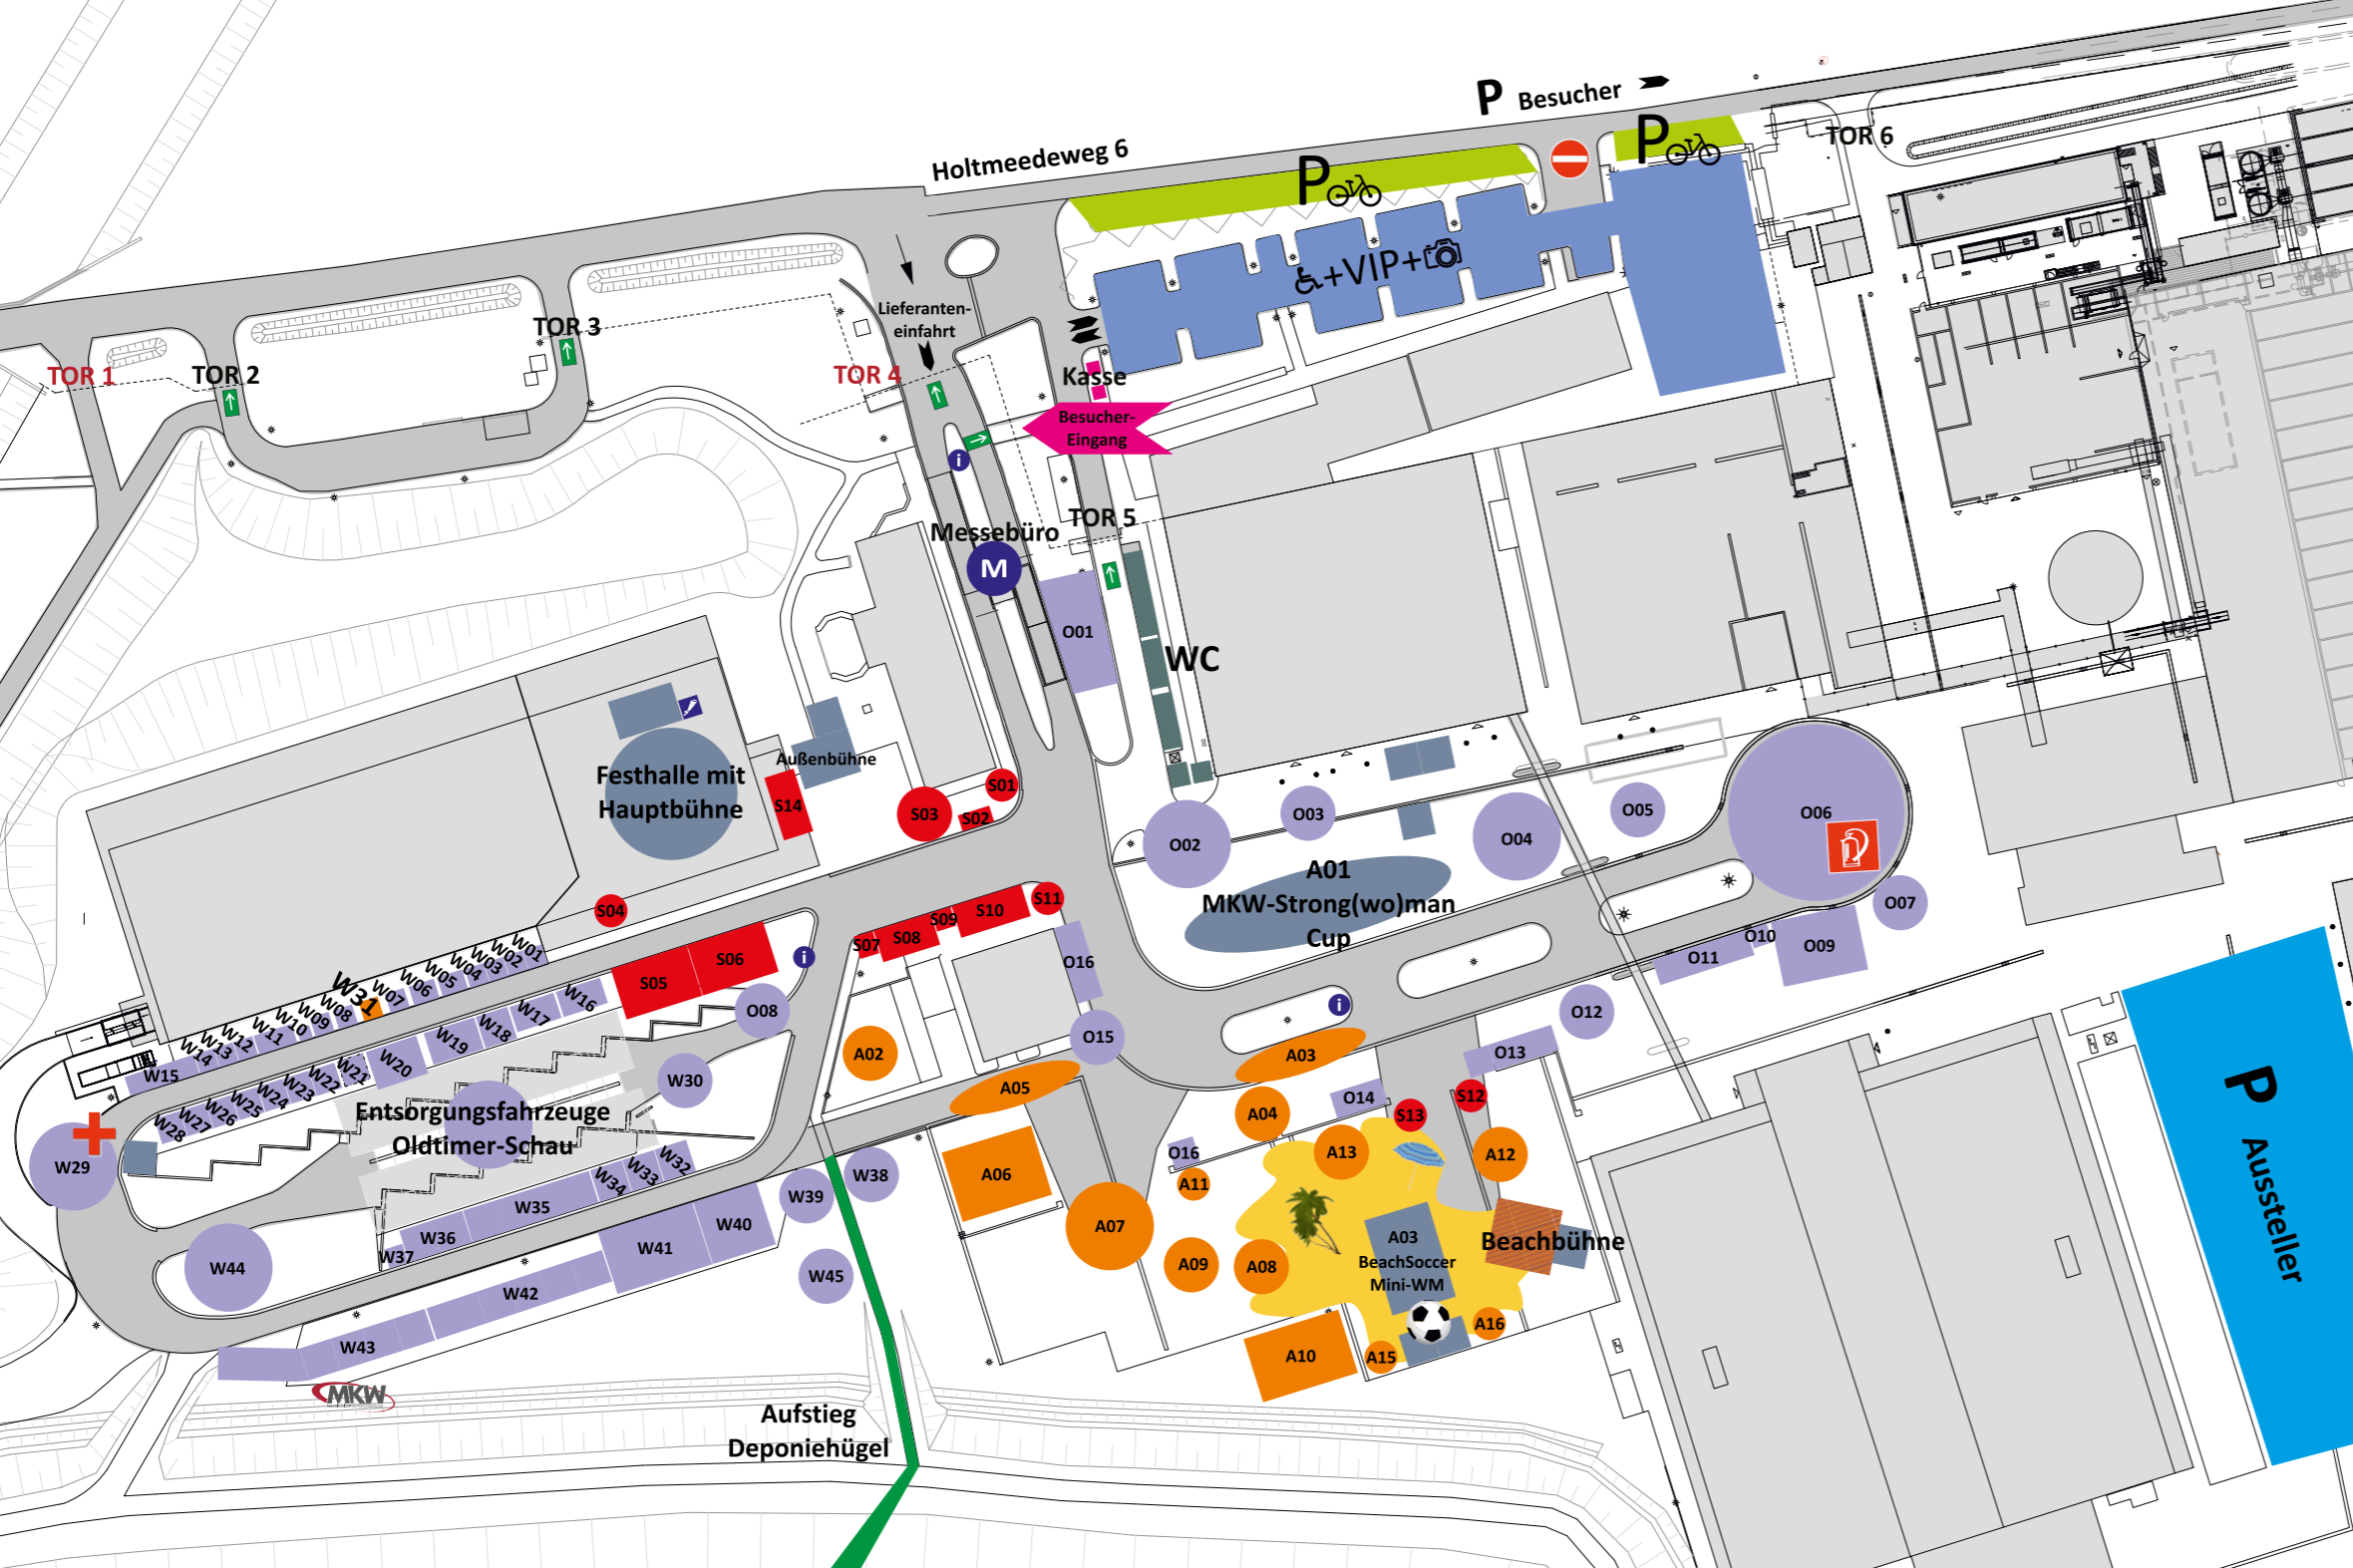 P Besucher
TOR 6
P
Holtmeedeweg 6
P
+VIP+
Lieferanten-
einfahrt
TOR 3
TOR 1
TOR 2
TOR 4
Kasse
Besucher-
Eingang
i
Messebüro
TOR 5
M
O01
WC
Festhalle mit
Hauptbühne
Außenbühne
S14
S01
S02
S03
O02
O03
O04
O05
O06
A01
MKW-Strong(wo)man
Cup
O07
O09
O10
O11
O12
O13
S04
S05
S06
i
S07
S08
S09
S10
S11
O16
O15
i
W01
W02
W03
W04
W05
W06
W07
W31
W08
W09
W10
W11
W12
W13
W14
W15
W16
W17
W18
W19
W20
W21
W22
W23
W24
W25
W26
W27
W28
W29
O08
W30
Entsorgungsfahrzeuge
Oldtimer-Schau
W32
W33
W34
W35
W36
W37
W38
W39
W40
W41
W42
W43
W44
W45
A02
A03
A04
A05
A06
A07
O14
O16
A11
S13
S12
A13
A12
A09
A08
A03
BeachSoccer
Mini-WM
Beachbühne
A10
A15
A16
P Aussteller
MKW
Aufstieg
Deponiehügel